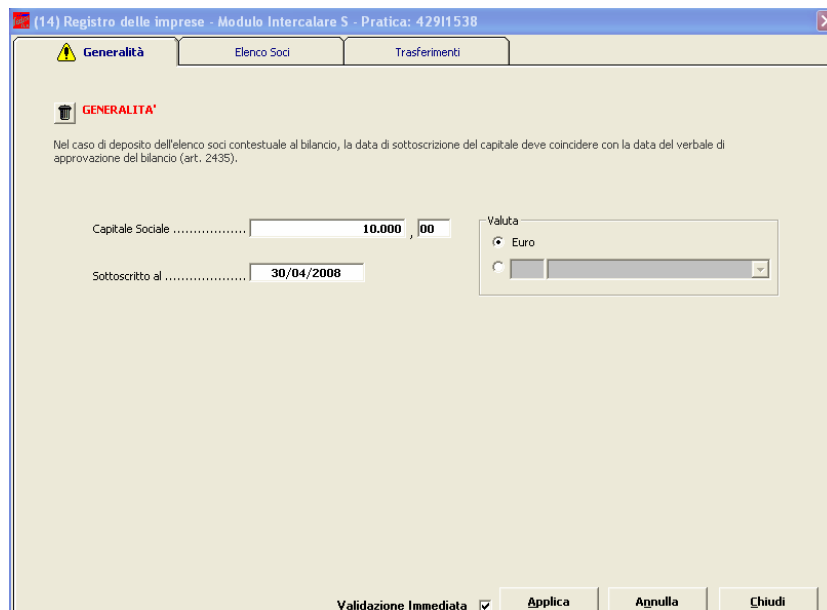 (14) Registro delle imprese - Modulo Intercalare S - Pratica: 429I1538
Generalità
Elenco Soci
Trasferimenti
GENERALITA'
Nel caso di deposito dell'elenco soci contestuale al bilancio, la data di sottoscrizione del capitale deve coincidere con la data del verbale di
approvazione del bilancio (art. 2435).
Capitale Sociale .................. 10.000 , 00
Valuta
Euro
Sottoscritto al .................... 30/04/2008
Validazione Immediata
Applica
Annulla
Chiudi